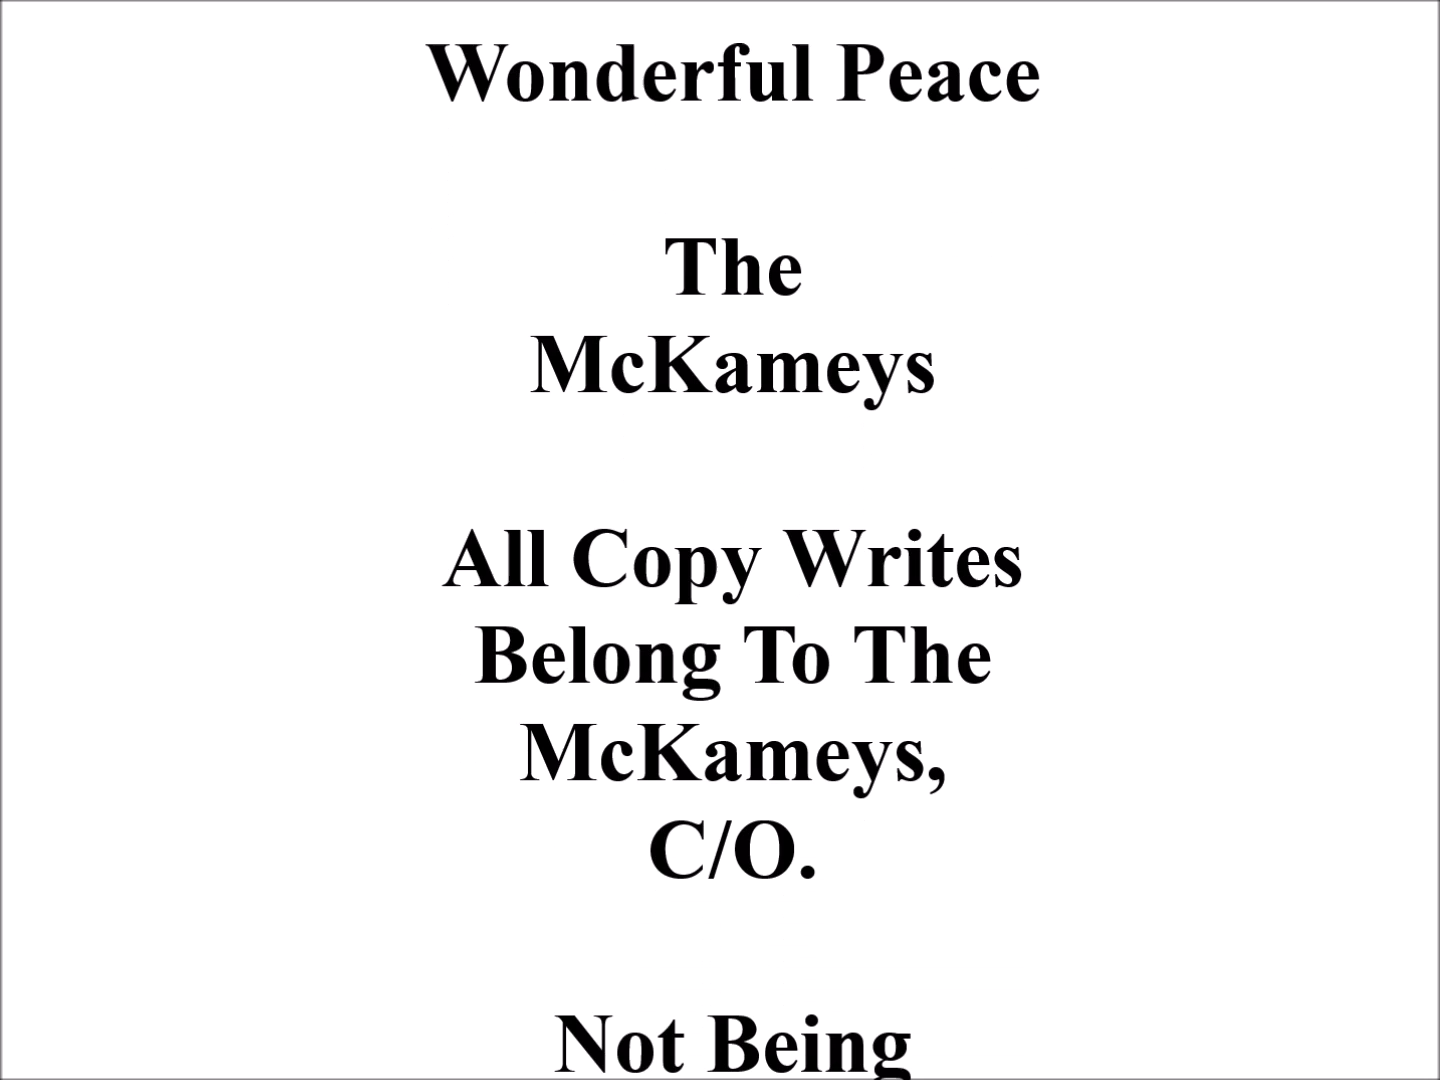 Wonderful Peace
The
McKameys
All Copy Writes
Belong To The
McKameys,
C/O.
Not Being